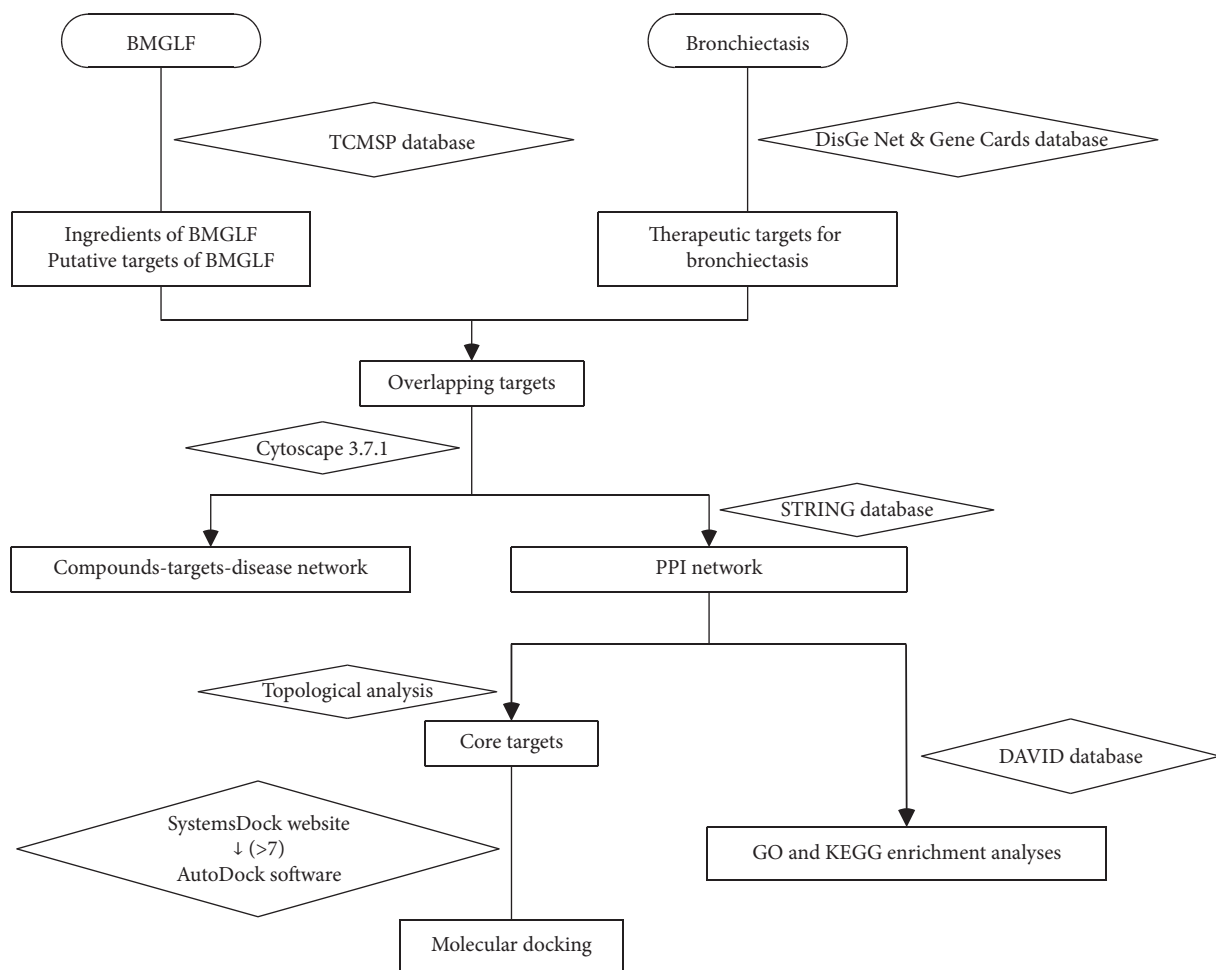 BMGLF
Bronchiectasis
TCMSP database
DisGe Net & Gene Cards database
Ingredients of BMGLF
Putative targets of BMGLF
Therapeutic targets for
bronchiectasis
Overlapping targets
Cytoscape 3.7.1
STRING database
Compounds-targets-disease network
PPI network
Topological analysis
Core targets
DAVID database
SystemsDock website
↓ (>7)
AutoDock software
GO and KEGG enrichment analyses
Molecular docking